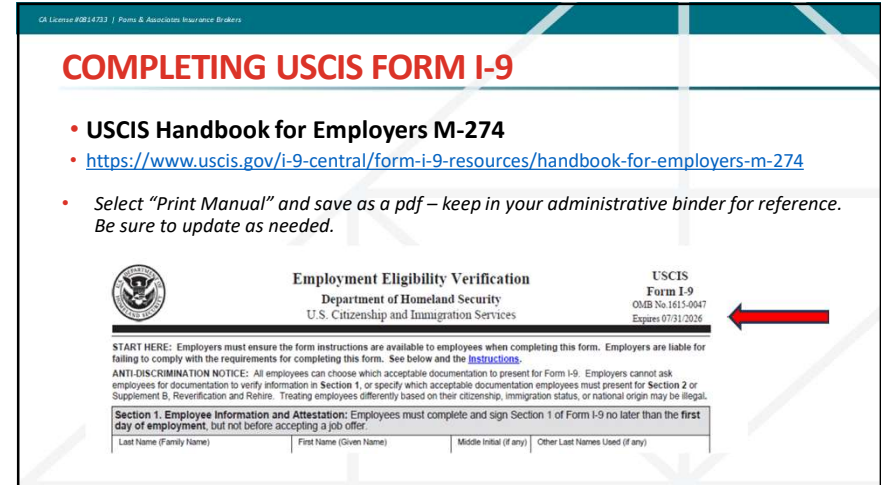 CA License #0814733 | Poms & Associates Insurance Brokers
COMPLETING USCIS FORM I-9
• USCIS Handbook for Employers M-274
• https://www.uscis.gov/i-9-central/form-i-9-resources/handbook-for-employers-m-274
• Select “Print Manual” and save as a pdf – keep in your administrative binder for reference.
Be sure to update as needed.
Employment Eligibility Verification
Department of Homeland Security
U.S. Citizenship and Immigration Services
USCIS
Form I-9
OMB No.1615-0047
Expires 07/31/2026
START HERE: Employers must ensure the form instructions are available to employees when completing this form. Employers are liable for
failing to comply with the requirements for completing this form. See below and the Instructions.
ANTI-DISCRIMINATION NOTICE: All employees can choose which acceptable documentation to present for Form I-9. Employers cannot ask
employees for documentation to verify information in Section 1, or specify which acceptable documentation employees must present for Section 2 or
Supplement B, Reverification and Rehire. Treating employees differently based on their citizenship, immigration status, or national origin may be illegal.
Section 1. Employee Information and Attestation: Employees must complete and sign Section 1 of Form I-9 no later than the first
day of employment, but not before accepting a job offer.
Last Name (Family Name)
First Name (Given Name)
Middle Initial (if any)
Other Last Names Used (if any)